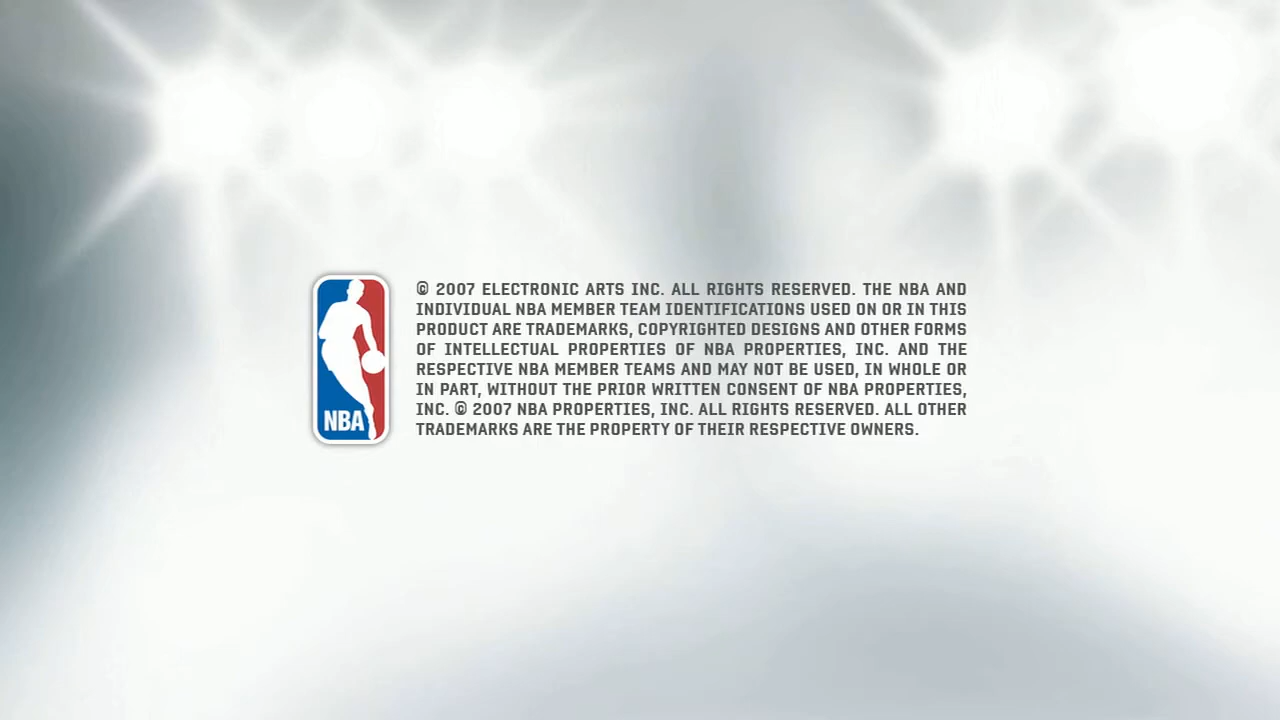 © 2007 ELECTRONIC ARTS INC. ALL RIGHTS RESERVED. THE NBA AND
INDIVIDUAL NBA MEMBER TEAM IDENTIFICATIONS USED ON OR IN THIS
PRODUCT ARE TRADEMARKS, COPYRIGHTED DESIGNS AND OTHER FORMS
OF INTELLECTUAL PROPERTIES OF NBA PROPERTIES, INC. AND THE
RESPECTIVE NBA MEMBER TEAMS AND MAY NOT BE USED, IN WHOLE OR
IN PART, WITHOUT THE PRIOR WRITTEN CONSENT OF NBA PROPERTIES,
INC. © 2007 NBA PROPERTIES, INC. ALL RIGHTS RESERVED. ALL OTHER
TRADEMARKS ARE THE PROPERTY OF THEIR RESPECTIVE OWNERS.
NBA